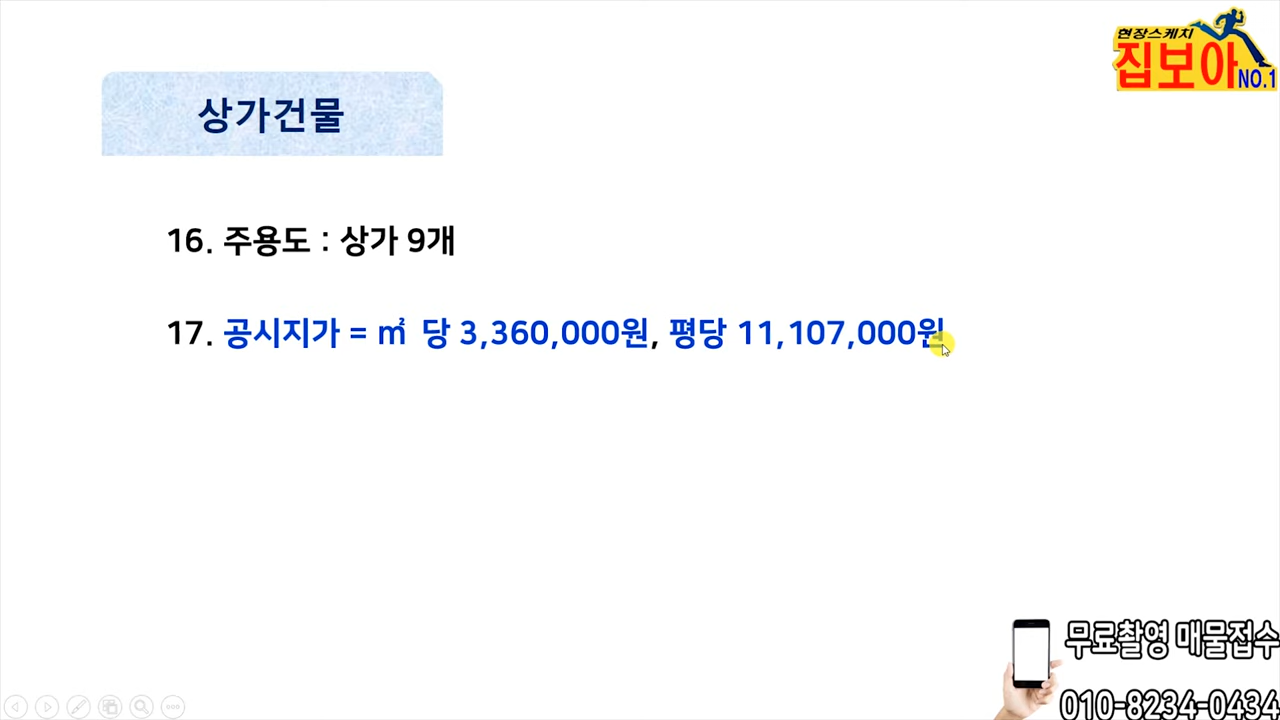 현장스케치
집보아NO.1
상가건물
16. 주용도 : 상가 9개
17. 공시지가 = ㎡ 당 3,360,000원, 평당 11,107,000원
무료촬영 매물접수
010-8234-0434